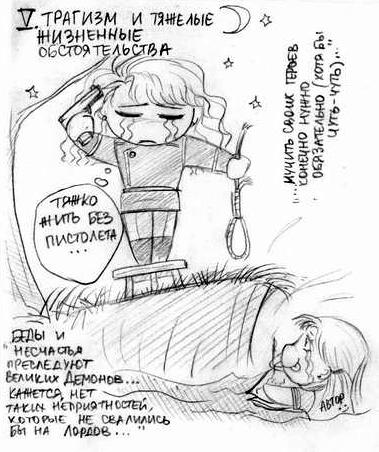 V. ТРАГИЗМ И ТЯЖЕЛЫЕ
ЖИЗНЕННЫЕ
ОБСТОЯТЕЛЬСТВА
"...МУЧИТЬ СВОИХ ГЕРОЕВ
КОНЕЧНО НУЖНО
ОБЯЗАТЕЛЬНО (ХОТЯ БЫ
ЧУТЬ-ЧУТЬ)..."
ТЯЖКО
ЖИТЬ БЕЗ
ПИСТОЛЕТА
...
"БЕДЫ И
НЕСЧАСТЬЯ
ПРЕСЛЕДУЮТ
ВЕЛИКИХ ДЕМОНОВ...
КАЖЕТСЯ, НЕТ
ТАКИХ НЕПРИЯТНОСТЕЙ,
КОТОРЫЕ НЕ СВАЛИЛИСЬ
БЫ НА ЛОРДОВ..."
АВТОР